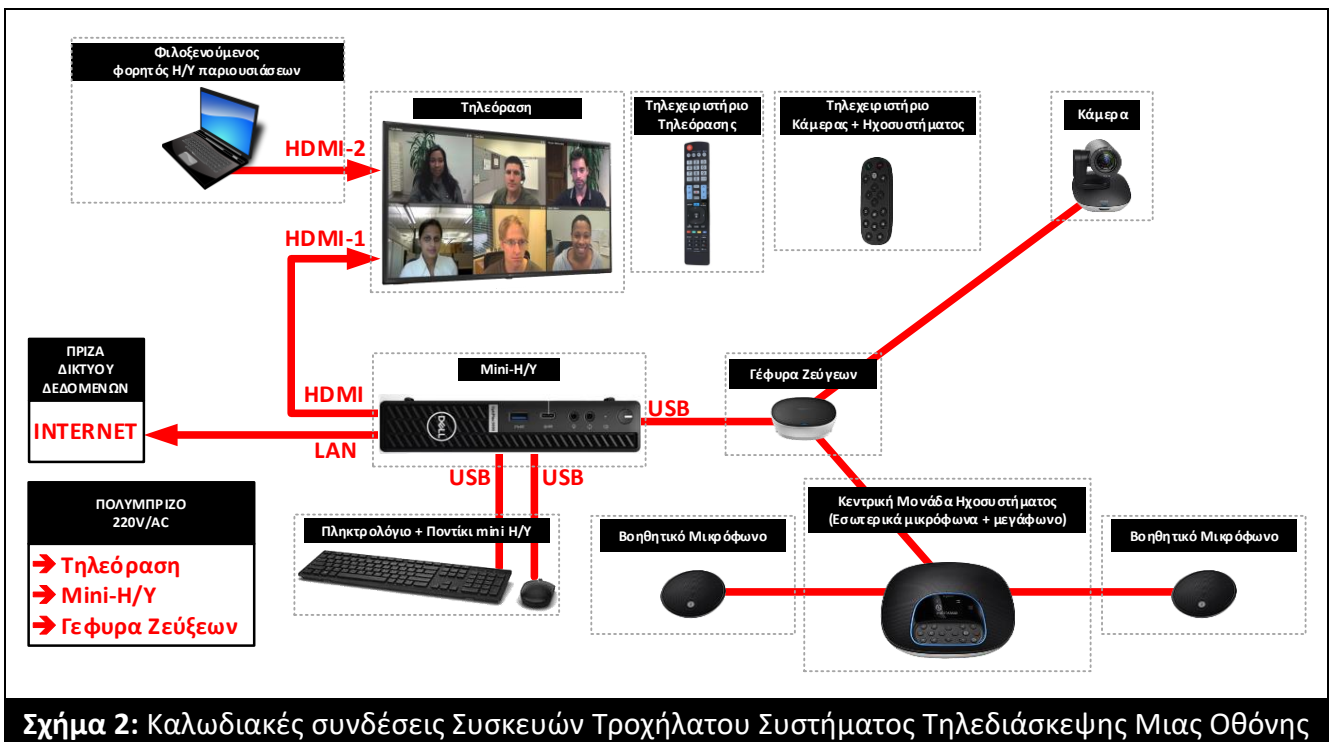 Φιλοξενούμενος
φορητός Η/Υ παριουσιάσεων
Τηλεόραση
Τηλεχειριστήριο
Τηλεόρασης
Τηλεχειριστήριο
Κάμερας + Ηχοσυστήματος
Κάμερα
HDMI-2
HDMI-1
ΠΡΙΖΑ
ΔΙΚΤΥΟΥ
ΔΕΔΟΜΕΝΩΝ
INTERNET
HDMI
LAN
Mini-Η/Υ
DELL
USB
Γέφυρα Ζεύγεων
USB
USB
ΠΟΛΥΜΠΡΙΖΟ
220V/AC
Τηλεόραση
Mini-Η/Υ
Γεφυρα Ζεύξεων
Πληκτρολόγιο + Ποντίκι mini Η/Υ
Βοηθητικό Μικρόφωνο
Κεντρική Μονάδα Ηχοσυστήματος
(Εσωτερικά μικρόφωνα + μεγάφωνο)
Βοηθητικό Μικρόφωνο
Σχήμα 2: Καλωδιακές συνδέσεις Συσκευών Τροχήλατου Συστήματος Τηλεδιάσκεψης Μιας Οθόνης